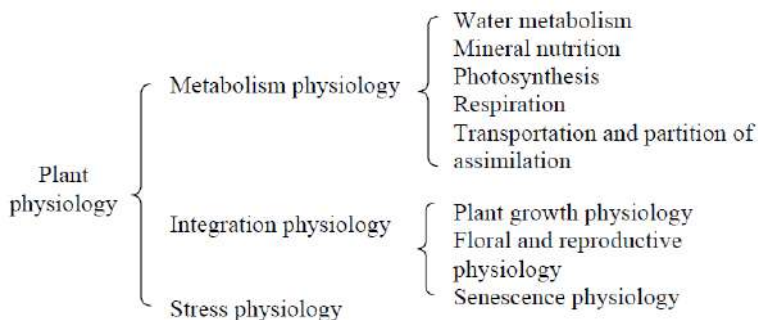 Water metabolism
Mineral nutrition
Metabolism physiology
Photosynthesis
Respiration
Transportation and partition of
assimilation
Plant
physiology
Integration physiology
Plant growth physiology
Floral and reproductive
physiology
Senescence physiology
Stress physiology